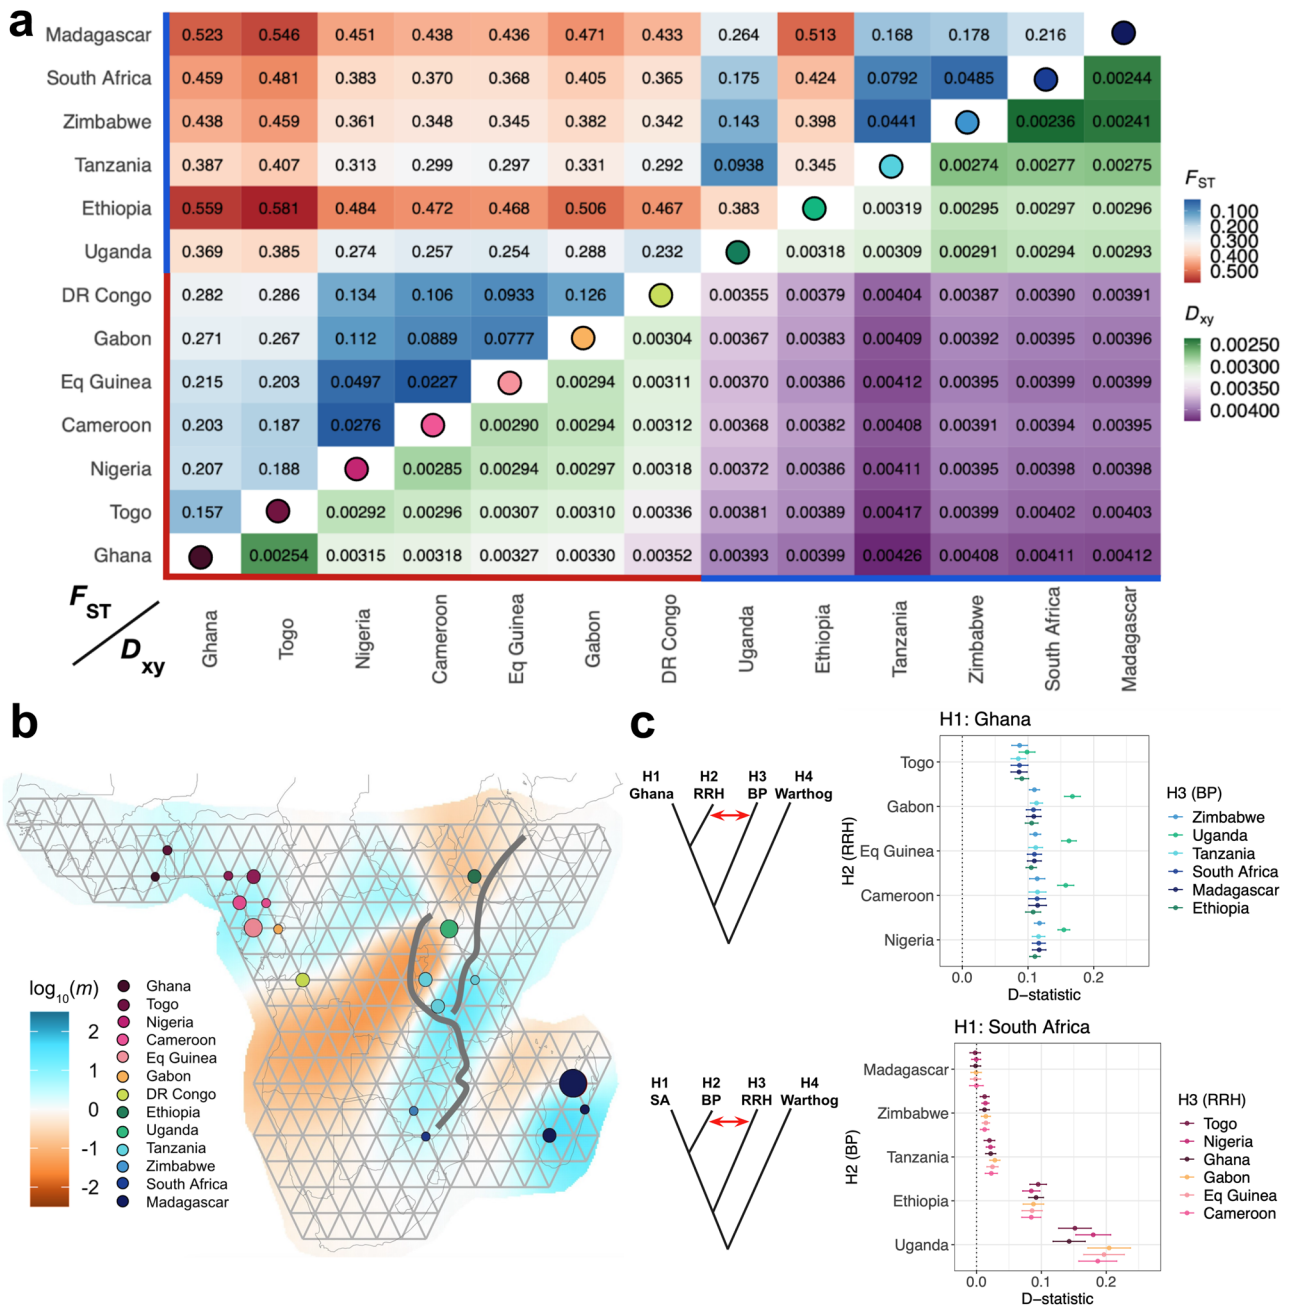 a
Madagascar 0.523 0.546 0.451 0.438 0.436 0.471 0.433 0.264 0.513 0.168 0.178 0.216
South Africa 0.459 0.481 0.383 0.370 0.368 0.405 0.365 0.175 0.424 0.0792 0.0485 0.00244
Zimbabwe 0.438 0.459 0.361 0.348 0.345 0.382 0.342 0.143 0.398 0.0441 0.00236 0.00241
Tanzania 0.387 0.407 0.313 0.299 0.297 0.331 0.292 0.0938 0.345 0.00274 0.00277 0.00275
Ethiopia 0.559 0.581 0.484 0.472 0.468 0.506 0.467 0.383 0.00319 0.00295 0.00297 0.00296
Uganda 0.369 0.385 0.274 0.257 0.254 0.288 0.232 0.00318 0.00309 0.00291 0.00294 0.00293
DR Congo 0.282 0.286 0.134 0.106 0.0933 0.126 0.00355 0.00379 0.00404 0.00387 0.00390 0.00391
Gabon 0.271 0.267 0.112 0.0889 0.0777 0.00304 0.00367 0.00383 0.00409 0.00392 0.00395 0.00396
Eq Guinea 0.215 0.203 0.0497 0.0227 0.00294 0.00311 0.00370 0.00386 0.00412 0.00395 0.00399 0.00399
Cameroon 0.203 0.187 0.0276 0.00290 0.00294 0.00312 0.00368 0.00382 0.00408 0.00391 0.00394 0.00395
Nigeria 0.207 0.188 0.00285 0.00294 0.00297 0.00318 0.00372 0.00386 0.00411 0.00395 0.00398 0.00398
Togo 0.157 0.00292 0.00296 0.00307 0.00310 0.00336 0.00381 0.00389 0.00417 0.00399 0.00402 0.00403
Ghana 0.00254 0.00315 0.00318 0.00327 0.00330 0.00352 0.00393 0.00399 0.00426 0.00408 0.00411 0.00412
FST
Dxy
Ghana Togo Nigeria Cameroon Eq Guinea Gabon DR Congo Uganda Ethiopia Tanzania Zimbabwe South Africa Madagascar
FST
0.100
0.200
0.300
0.400
0.500
Dxy
0.00250
0.00300
0.00350
0.00400
b
log10(m)
2
1
0
-1
-2
Ghana
Togo
Nigeria
Cameroon
Eq Guinea
Gabon
DR Congo
Ethiopia
Uganda
Tanzania
Zimbabwe
South Africa
Madagascar
c
H1 H2 H3 H4
Ghana RRH BP Warthog
H1: Ghana
H2 (RRH)
Togo
Gabon
Eq Guinea
Cameroon
Nigeria
0.0 0.1 0.2
D-statistic
H3 (BP)
Zimbabwe
Uganda
Tanzania
South Africa
Madagascar
Ethiopia
H1 H2 H3 H4
SA BP RRH Warthog
H1: South Africa
H2 (BP)
Madagascar
Zimbabwe
Tanzania
Ethiopia
Uganda
0.0 0.1 0.2
D-statistic
H3 (RRH)
Togo
Nigeria
Ghana
Gabon
Eq Guinea
Cameroon